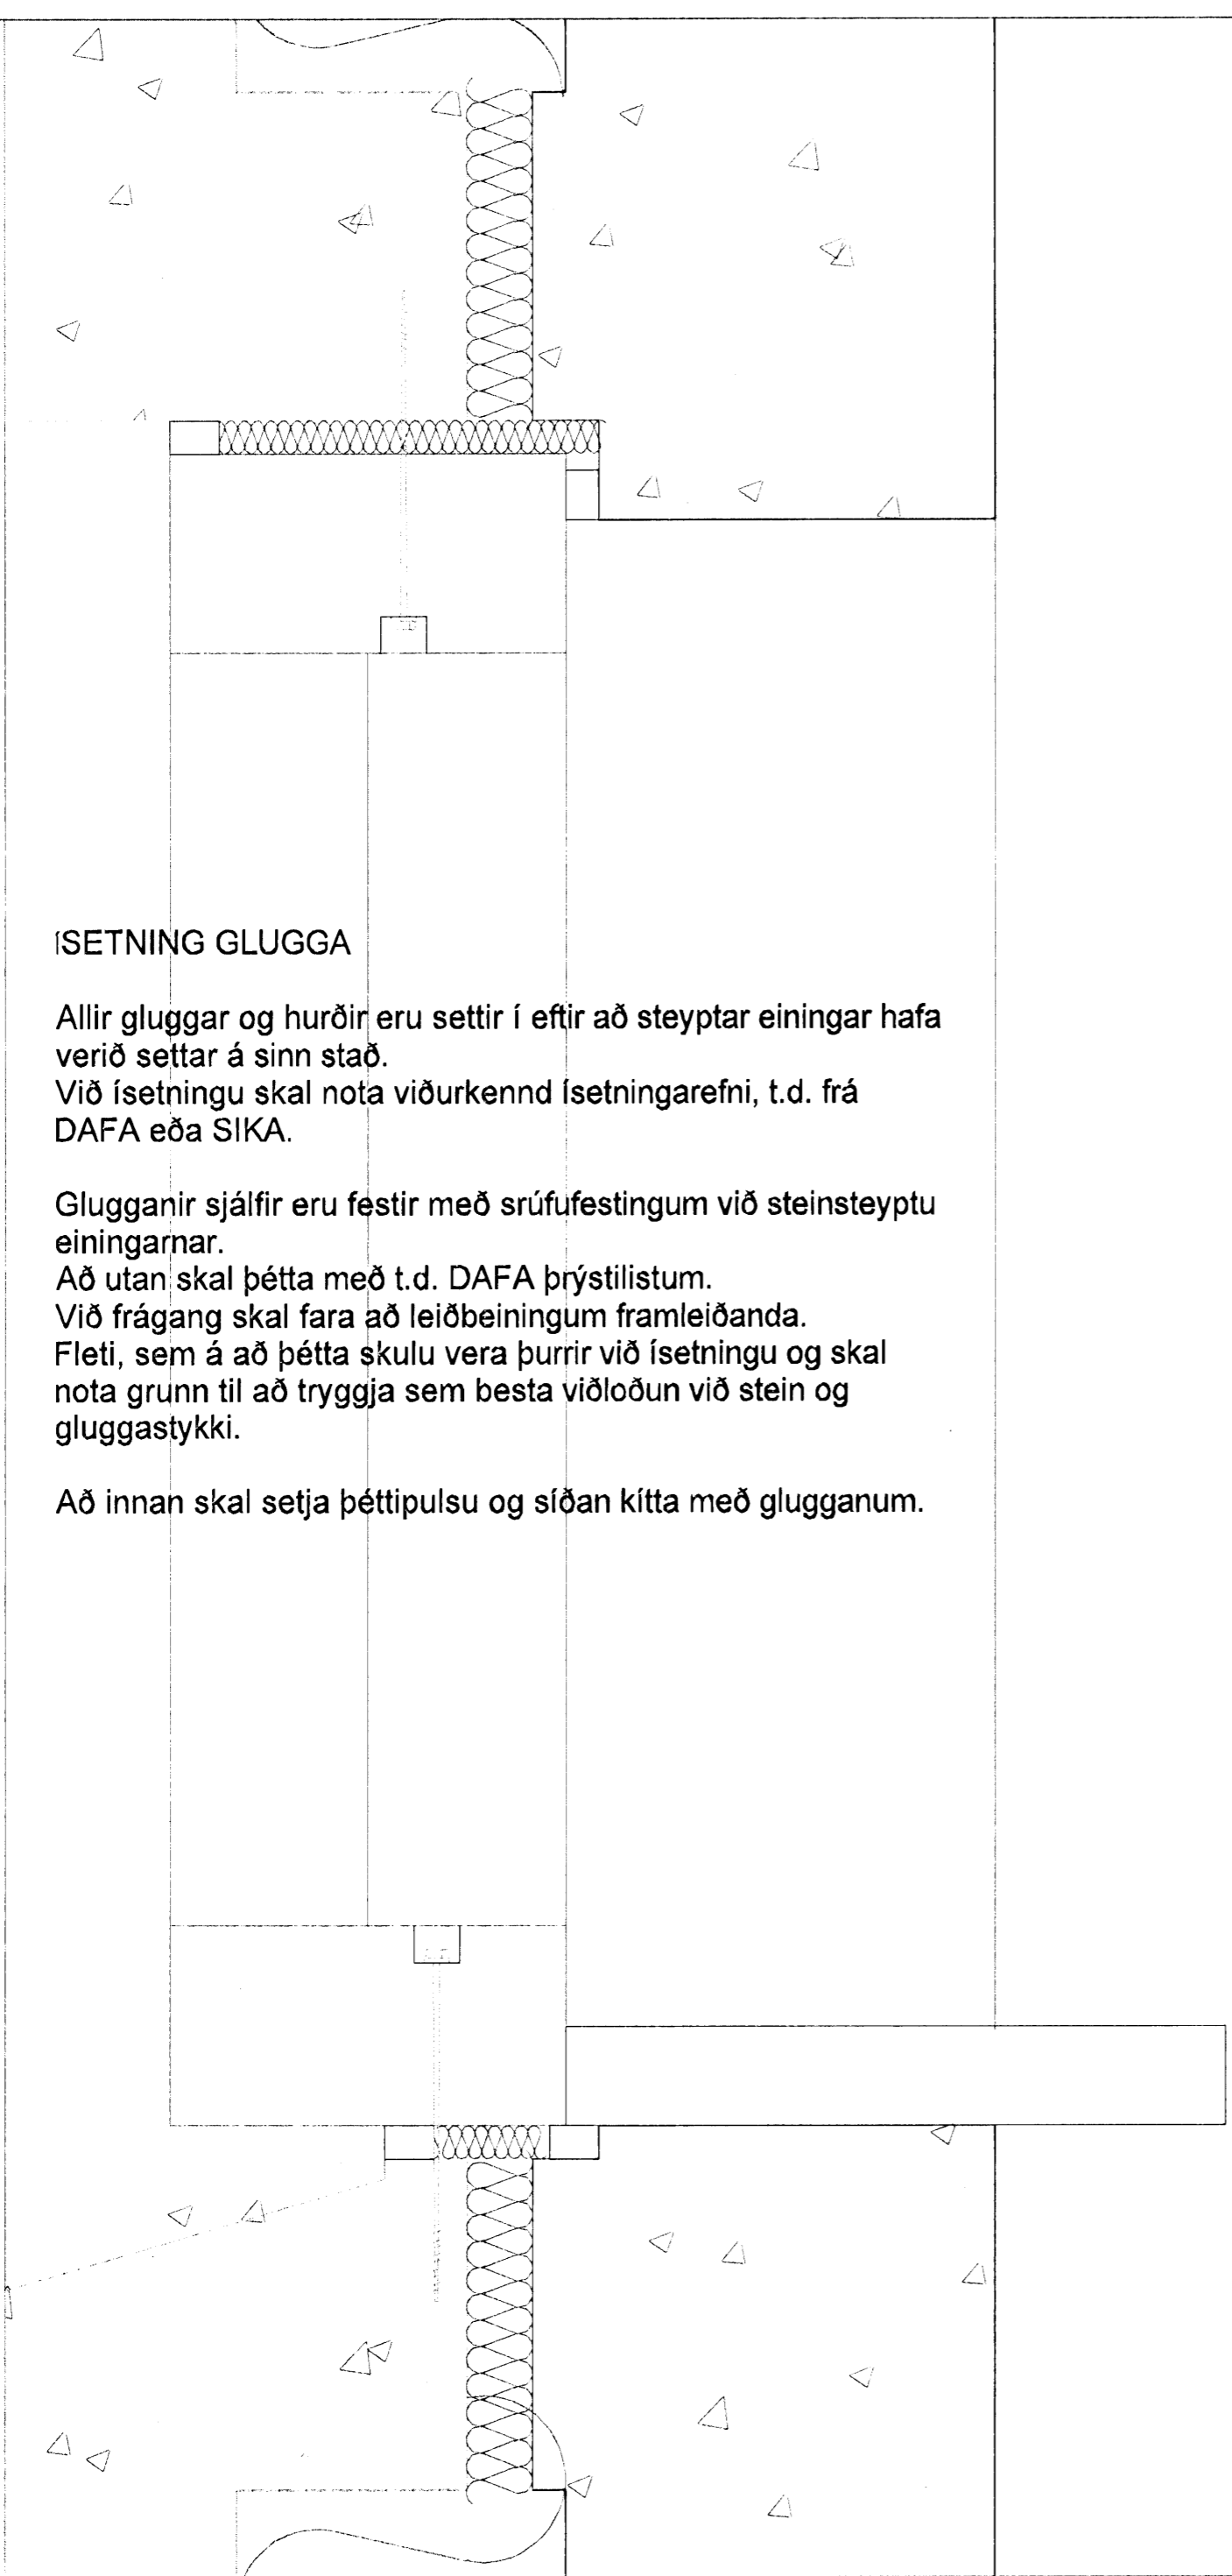 ÍSETNING GLUGGA
Allir gluggar og hurðir eru settir í eftir að steyptar einingar hafa
verið settar á sinn stað.
Við ísetningu skal nota viðurkennd ísetningarefni, t.d. frá
DAFA eða SIKA.
Glugganir sjálfir eru festir með srúfufestingum við steinsteyptu
einingarnar.
Að utan skal þétta með t.d. DAFA þrýstilistum.
Við frágang skal fara að leiðbeiningum framleiðanda.
Fleti, sem á að þétta skulu vera þurrir við ísetningu og skal
nota grunn til að tryggja sem besta viðloðun við stein og
gluggastykki.
Að innan skal setja þéttipulsu og síðan kítta með glugganum.